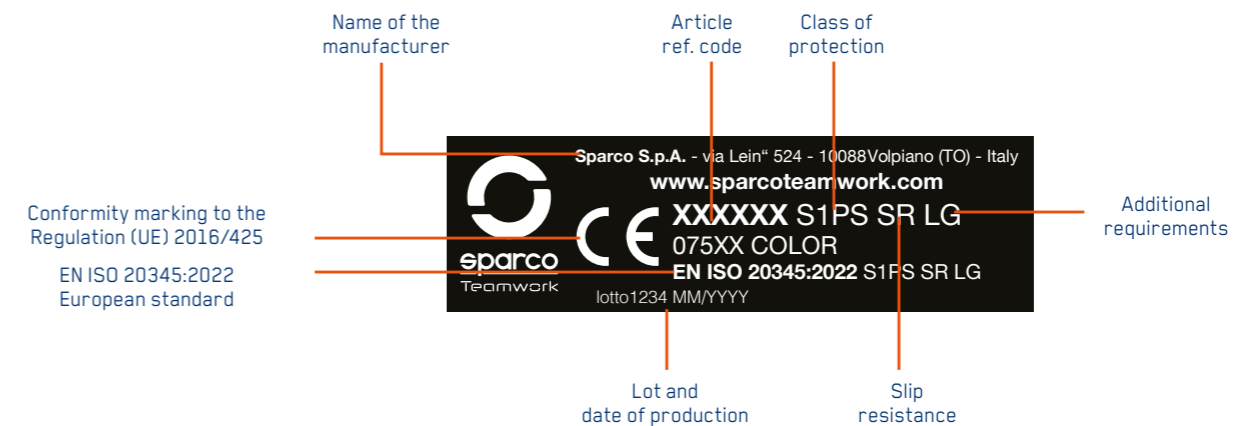 Name of the
manufacturer
Article
ref. code
Class of
protection
Sparco S.p.A. - via Lein“ 524 - 10088Volpiano (TO) - Italy
www.sparcoteamwork.com
XXXXXX S1PS SR LG
075XX COLOR
EN ISO 20345:2022 S1PS SR LG
lotto1234 MM/YYYY
CE
sparco
Teamwork
Conformity marking to the
Regulation (UE) 2016/425
EN ISO 20345:2022
European standard
Additional
requirements
Lot and
date of production
Slip
resistance